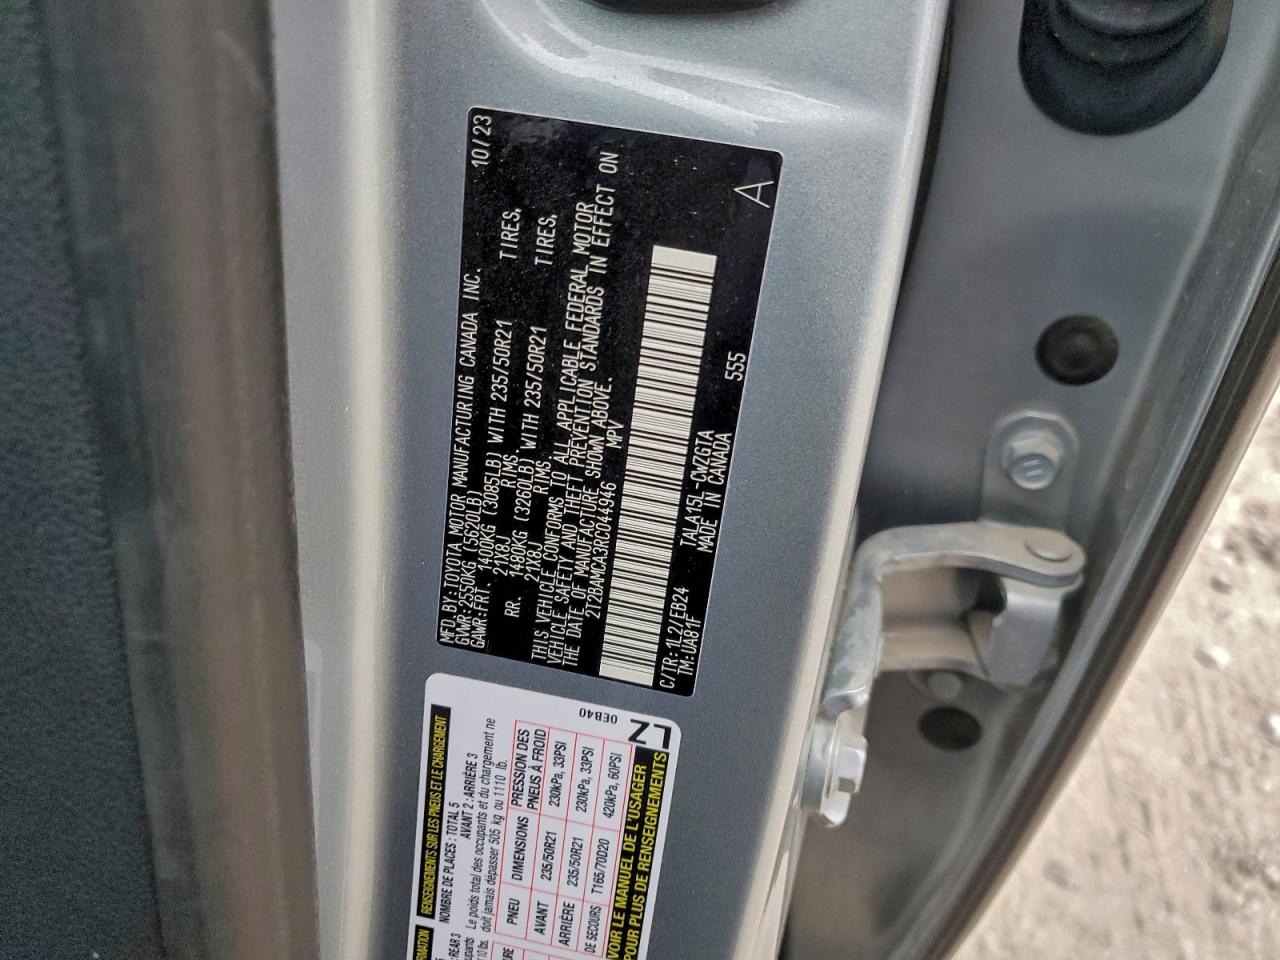 MFD. BY: TOYOTA MOTOR MANUFACTURING CANADA INC. 10/23
GVWR: 2550KG (5620LB)
GAWR: FRT. 1400KG (3085LB) WITH 235/50R21 TIRES,
21X8J RIMS
RR. 1480KG (3260LB) WITH 235/50R21 TIRES,
21X8J RIMS
THIS VEHICLE CONFORMS TO ALL APPLICABLE FEDERAL MOTOR
VEHICLE SAFETY AND THEFT PREVENTION STANDARDS IN EFFECT ON
THE DATE OF MANUFACTURE SHOWN ABOVE.
2T2BAMCA3RC044946 MPV
A
C/TR: 1L2/EB24 TALA15L-CWZGTA 555
TM: UA81F MADE IN CANADA
RENSEIGNEMENTS SUR LES PNEUS ET LE CHARGEMENT
NOMBRE DE PLACES : TOTAL 5
AVANT 2 : ARRIÈRE 3
Le poids total des occupants et du chargement ne
doit jamais dépasser 505 kg ou 1110 lb.
PNEU DIMENSIONS PRESSION DES PNEUS À FROID
AVANT 235/50R21 230kPa, 33PSI
ARRIÈRE 235/50R21 230kPa, 33PSI
DE SECOURS T165/70D20 420kPa, 60PSI
VOIR LE MANUEL DE L'USAGER
POUR PLUS DE RENSEIGNEMENTS
0EB40
: REAR 3